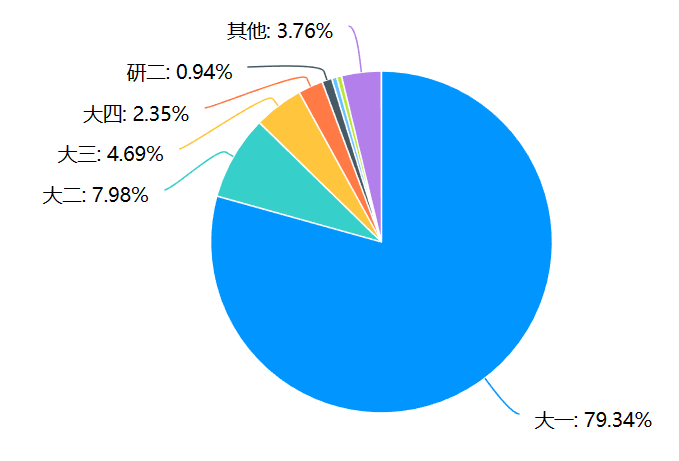 其他: 3.76%
研二: 0.94%
大四: 2.35%
大三: 4.69%
大二: 7.98%
大一: 79.34%